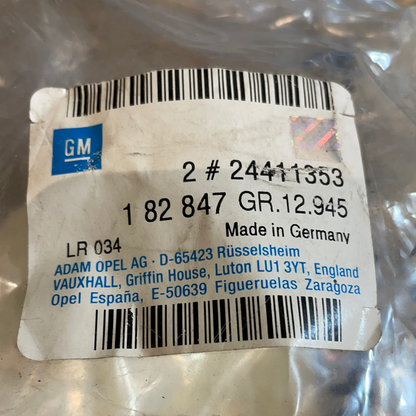 GM
2 # 24411353
1 82 847 GR.12.945
Made in Germany
LR 034
ADAM OPEL AG · D-65423 Rüsselsheim
VAUXHALL, Griffin House, Luton LU1 3YT, England
Opel España, E-50639 Figueruelas Zaragoza